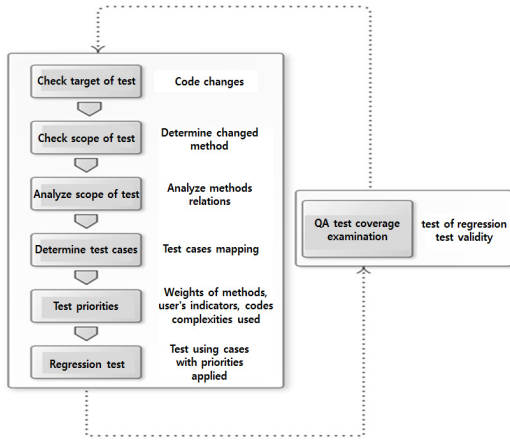 Check target of test
Code changes
Check scope of test
Determine changed
method
Analyze scope of test
Analyze methods
relations
Determine test cases
Test cases mapping
Test priorities
Weights of methods,
user's indicators, codes
complexities used
Regression test
Test using cases
with priorities
applied
QA test coverage
examination
test of regression
test validity